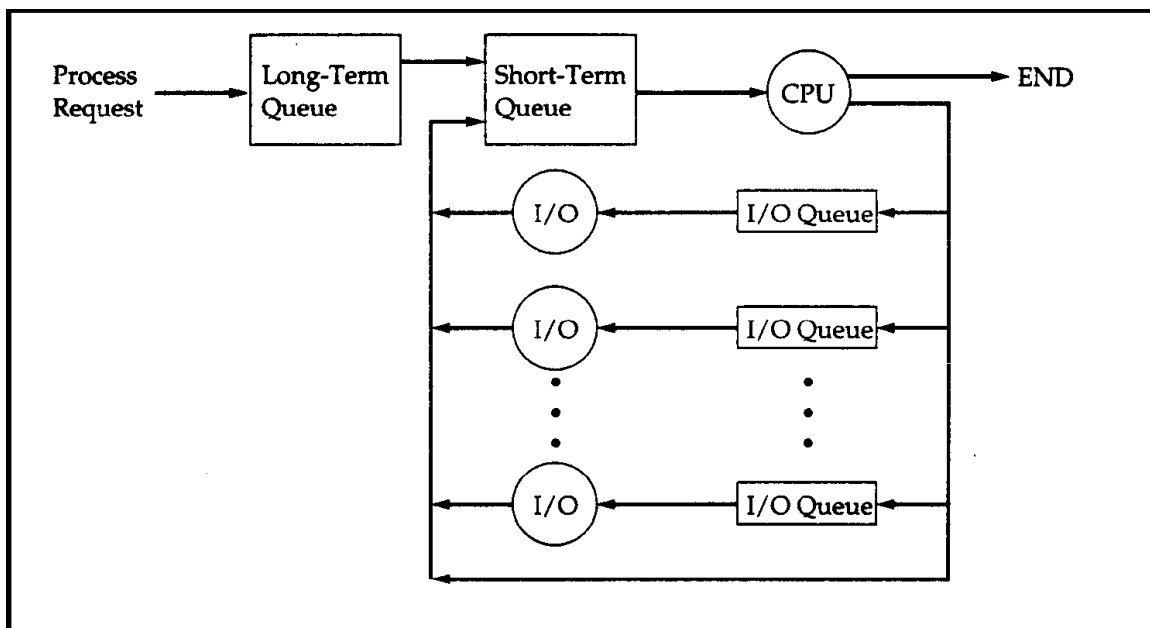 Process
Request
Long-Term
Queue
Short-Term
Queue
CPU
END
I/O
I/O Queue
I/O
I/O Queue
I/O
I/O Queue